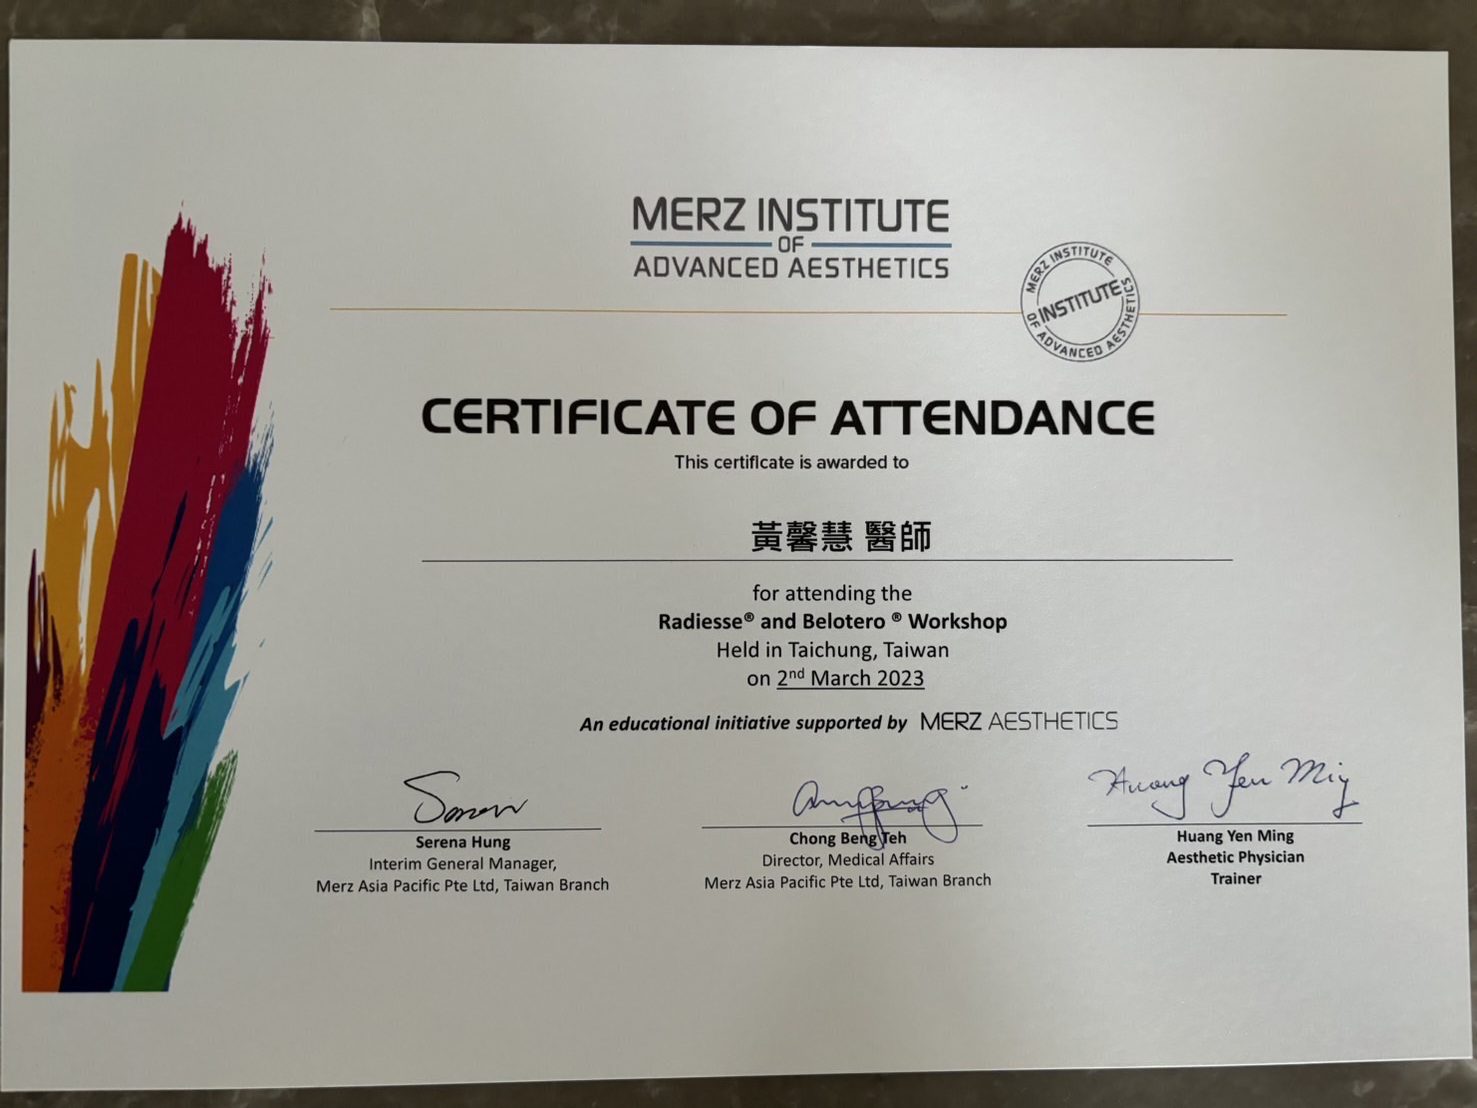 MERZ INSTITUTE
OF
ADVANCED AESTHETICS
MERZ INSTITUTE
INSTITUTE
OF ADVANCED AESTHETICS
CERTIFICATE OF ATTENDANCE
This certificate is awarded to
黃馨慧 醫師
for attending the
Radiesse® and Belotero ® Workshop
Held in Taichung, Taiwan
on 2nd March 2023
An educational initiative supported by MERZ AESTHETICS
Huang Yen Ming
Serena Hung
Interim General Manager,
Merz Asia Pacific Pte Ltd, Taiwan Branch
Chong Beng Teh
Director, Medical Affairs
Merz Asia Pacific Pte Ltd, Taiwan Branch
Huang Yen Ming
Aesthetic Physician
Trainer